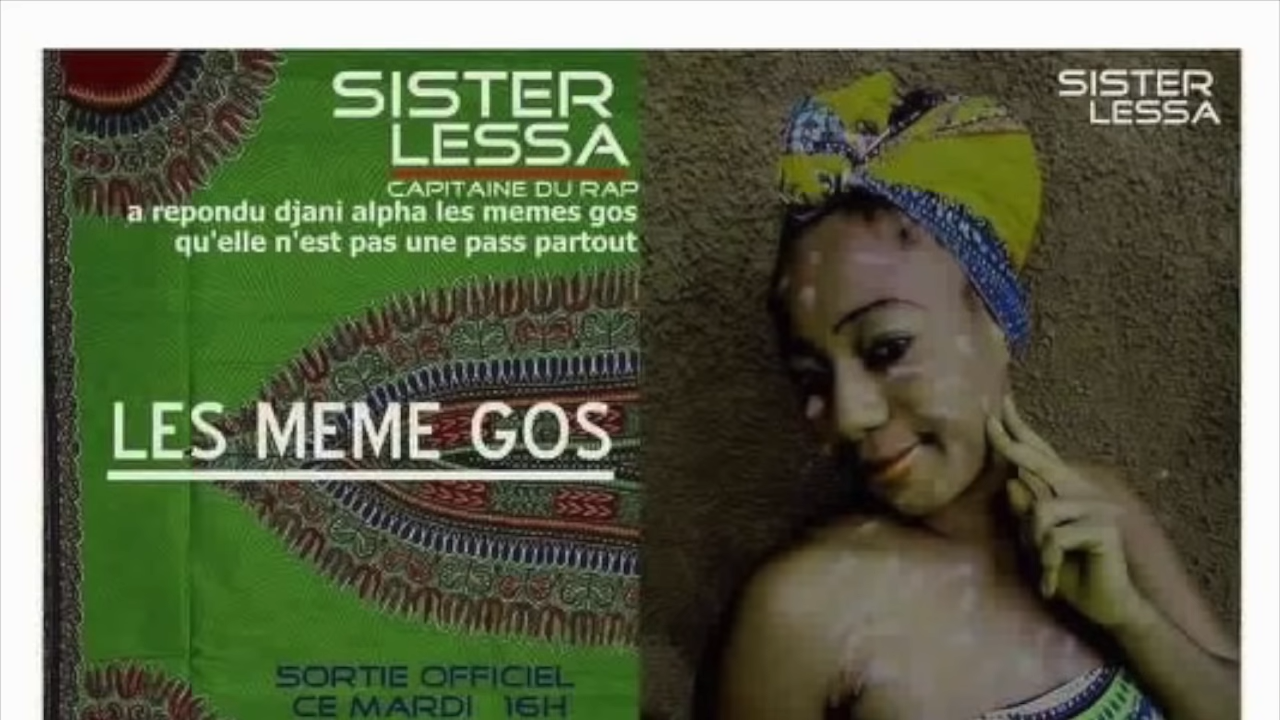 SISTER
LESSA
CAPITAINE DU RAP
a repondu djani alpha les memes gos
qu'elle n'est pas une pass partout
LES MEME GOS
SORTIE OFFICIEL
CE MARDI 16H
SISTER
LESSA